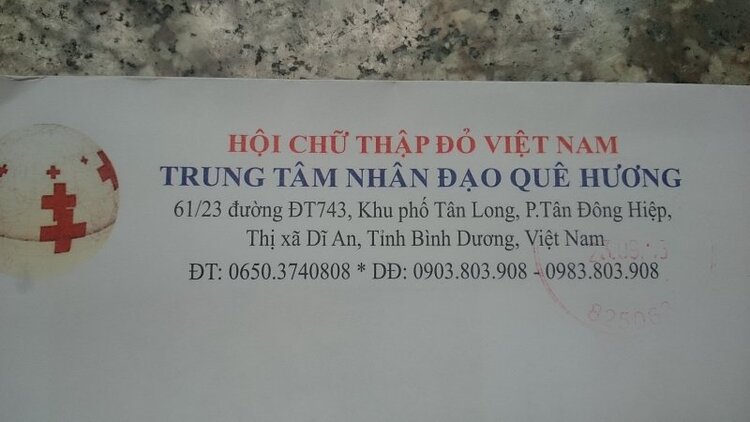 HỘI CHỮ THẬP ĐỎ VIỆT NAM
TRUNG TÂM NHÂN ĐẠO QUÊ HƯƠNG
61/23 đường ĐT743, Khu phố Tân Long, P.Tân Đông Hiệp,
Thị xã Dĩ An, Tỉnh Bình Dương, Việt Nam
ĐT: 0650.3740808 * DĐ: 0903.803.908 - 0983.803.908